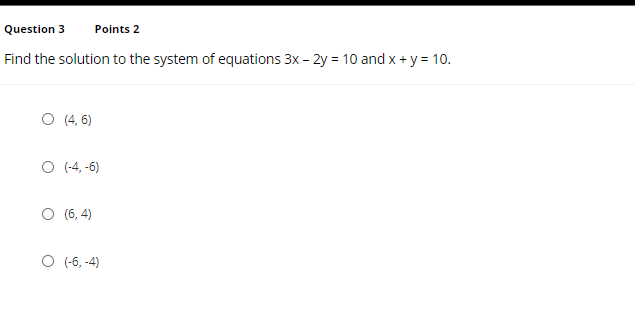 Question 3 Points 2
Find the solution to the system of equations 3x – 2y = 10 and x + y = 10.
(4, 6)
(-4, -6)
(6, 4)
(-6, -4)